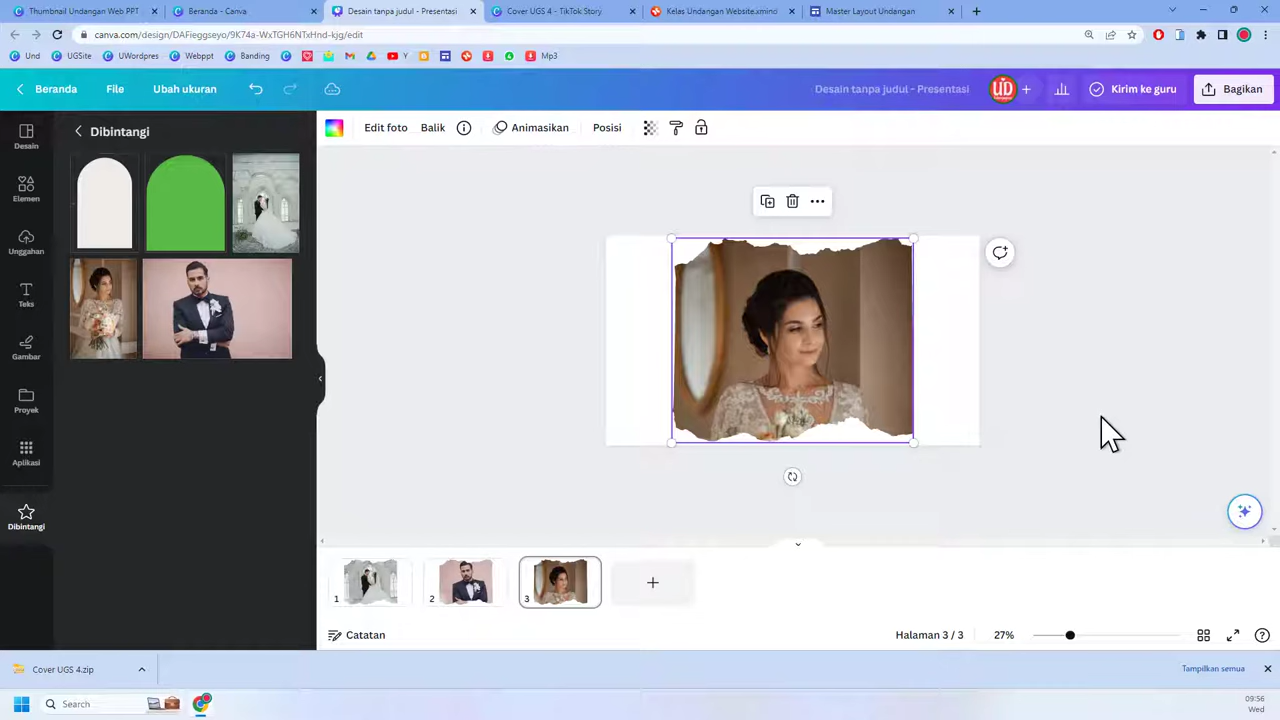 Thumbnail Undangan Web PPT
Beranda - Canva
Desain tanpa judul - Presentasi
Cover UGS 4 - TikTok Story
Kelas Undangan Website.xmind
Master Layout Undangan
canva.com/design/DAFieggseyo/9K74a-WxTGH6NTxHnd-kjg/edit
Und
UGSite
UWordpres
Webppt
Banding
Y
Mp3
Beranda
File
Ubah ukuran
Desain tanpa judul - Presentasi
UD
Kirim ke guru
Bagikan
Desain
Dibintangi
Edit foto
Balik
Animasikan
Posisi
Elemen
Unggahan
Teks
Gambar
Proyek
Aplikasi
Dibintangi
1
2
3
Catatan
Halaman 3 / 3
27%
Cover UGS 4.zip
Tampilkan semua
Search...
09:56
Wed